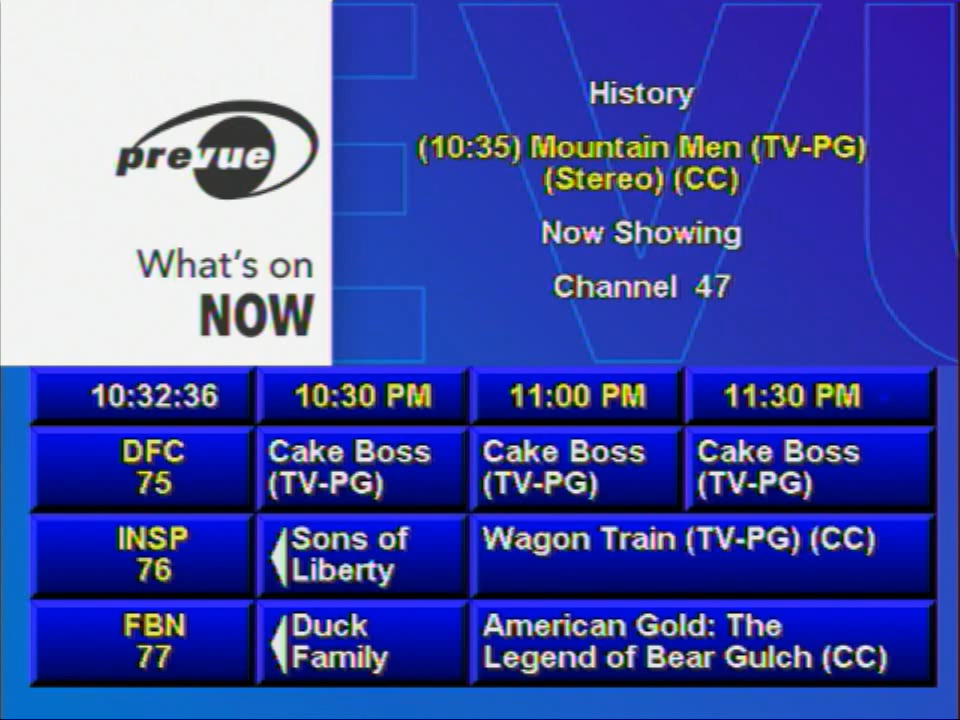 prevue
What's on
NOW
History
(10:35) Mountain Men (TV-PG)
(Stereo) (CC)
Now Showing
Channel 47
10:32:36 10:30 PM 11:00 PM 11:30 PM
DFC
75
Cake Boss
(TV-PG)
Cake Boss
(TV-PG)
Cake Boss
(TV-PG)
INSP
76
Sons of
Liberty
Wagon Train (TV-PG) (CC)
FBN
77
Duck
Family
American Gold: The
Legend of Bear Gulch (CC)